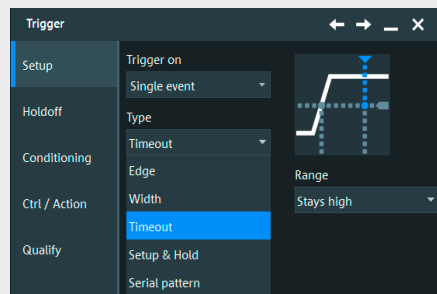 Trigger
Setup
Holdoff
Conditioning
Ctrl / Action
Qualify
Trigger on
Single event
Type
Timeout
Edge
Width
Timeout
Setup & Hold
Serial pattern
Range
Stays high